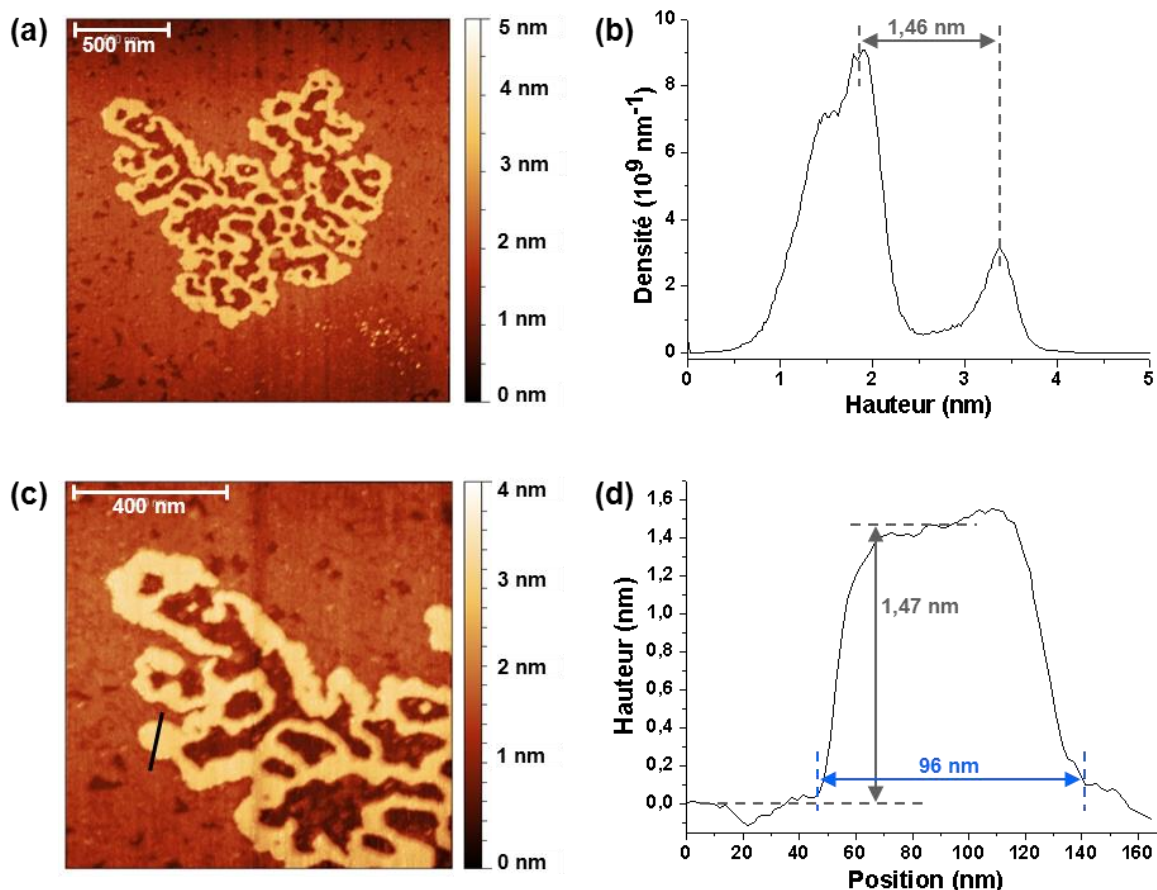 (a)
500 nm
5 nm
4 nm
3 nm
2 nm
1 nm
0 nm
(b)
1,46 nm
10
8
6
4
2
0
Densité (10⁹ nm⁻¹)
0 1 2 3 4 5
Hauteur (nm)
(c)
400 nm
4 nm
3 nm
2 nm
1 nm
0 nm
(d)
1,6
1,4
1,2
1,0
0,8
0,6
0,4
0,2
0,0
Hauteur (nm)
1,47 nm
96 nm
0 20 40 60 80 100 120 140 160
Position (nm)